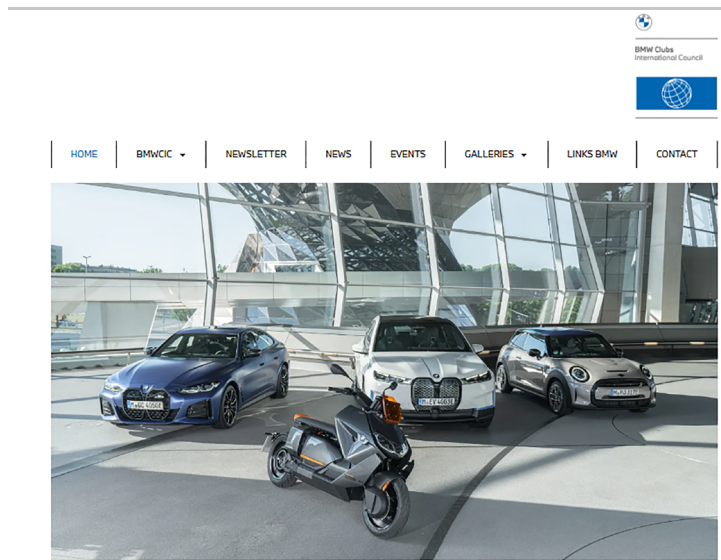 BMW Clubs
International Council
HOME
BMWCIC
NEWSLETTER
NEWS
EVENTS
GALLERIES
LINKS BMW
CONTACT